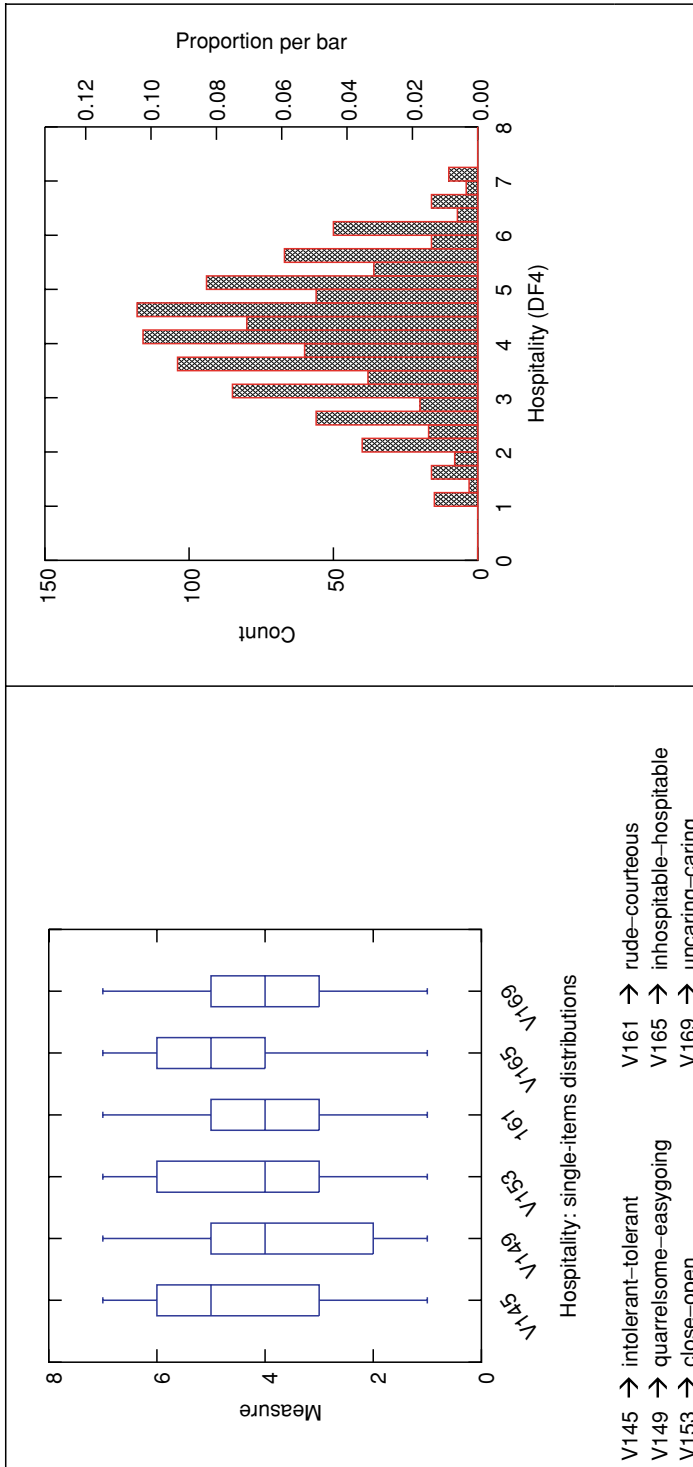 8
6
4
2
0
Measure
V145
V149
V153
161
V165
V169
Hospitality: single-items distributions
V145 → intolerant–tolerant
V149 → quarrelsome–easygoing
V153 → close–open
V161 → rude–courteous
V165 → inhospitable–hospitable
V169 → uncaring–caring
150
100
50
0
Count
0 1 2 3 4 5 6 7 8
Hospitality (DF4)
0.12
0.10
0.08
0.06
0.04
0.02
0.00
Proportion per bar